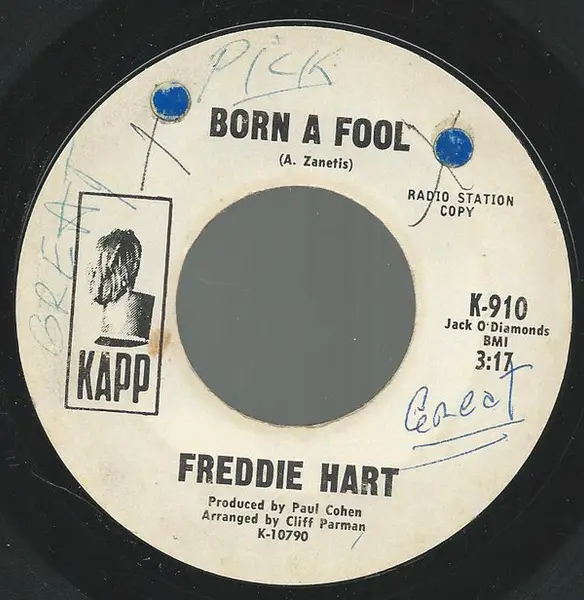 PICK
BORN A FOOL
(A. Zanetis)
RADIO STATION
COPY
GREAT
KAPP
K-910
Jack O'Diamonds
BMI
3:17
Great
FREDDIE HART
Produced by Paul Cohen
Arranged by Cliff Parman
K-10790